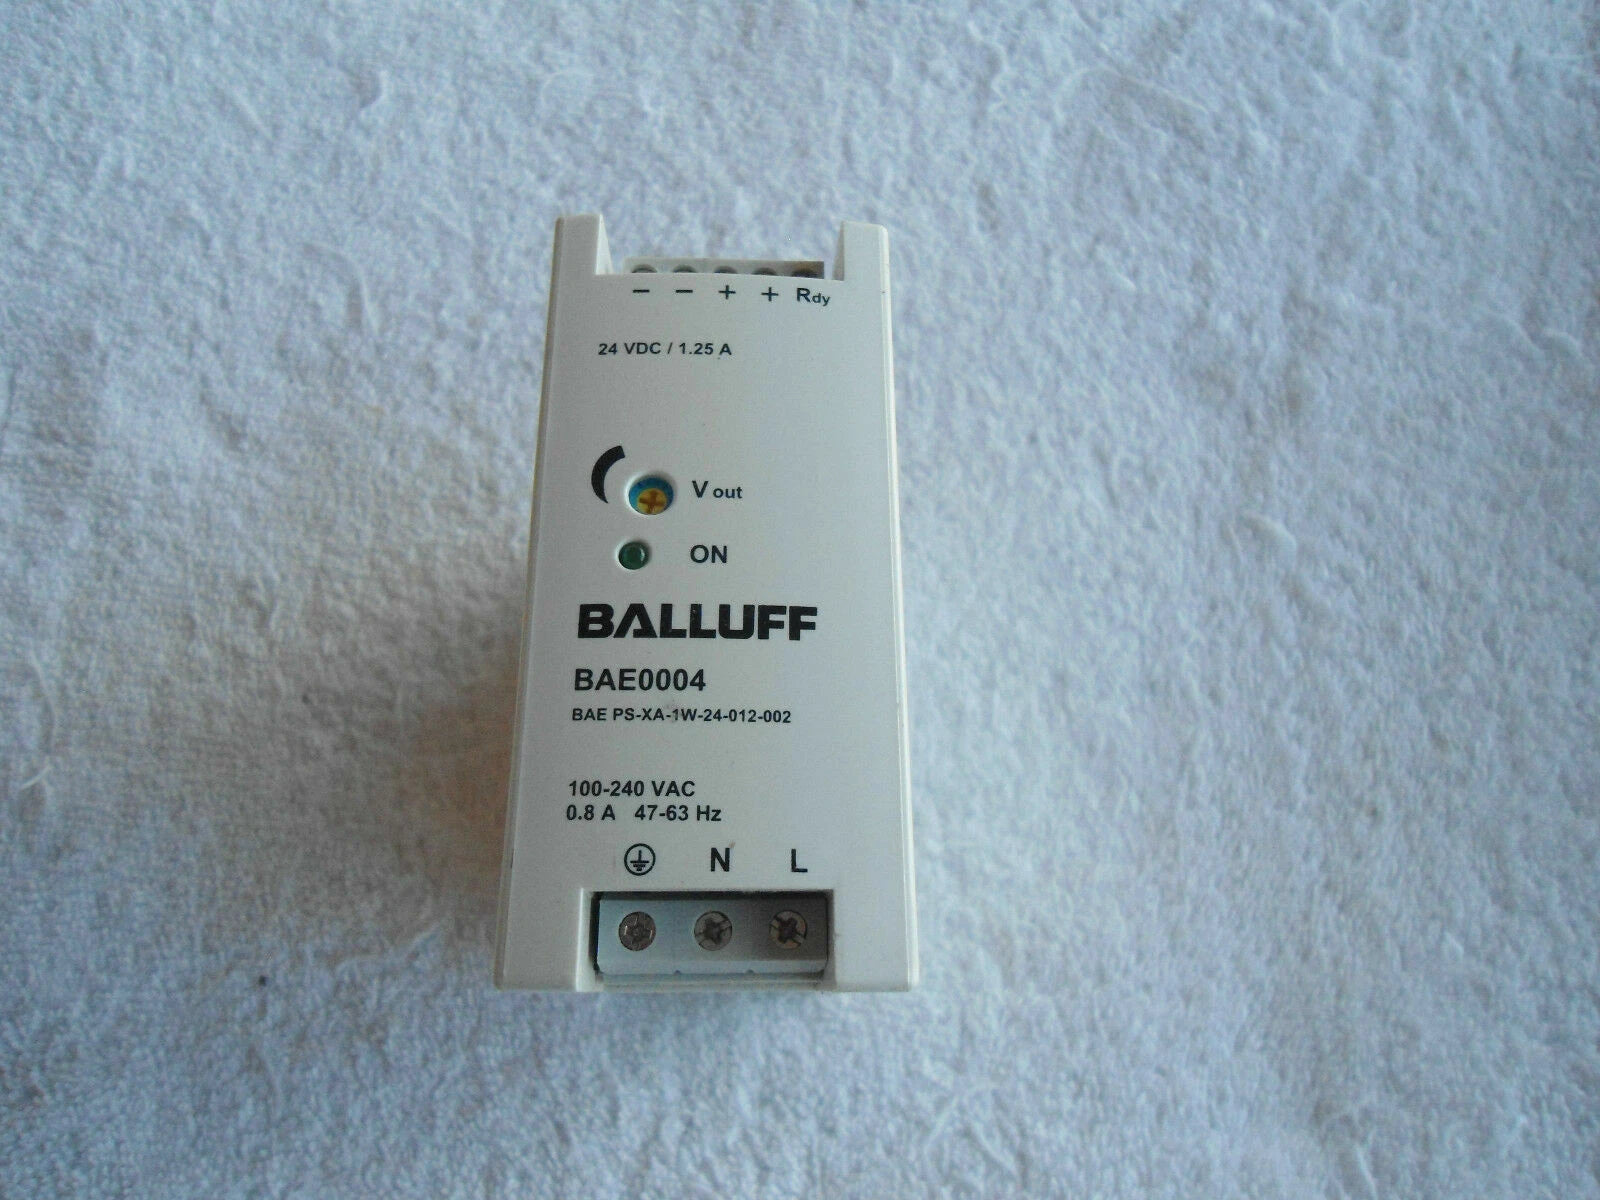 − − + + Rdy
24 VDC / 1.25 A
V out
ON
BALLUFF
BAE0004
BAE PS-XA-1W-24-012-002
100-240 VAC
0.8 A 47-63 Hz
N L